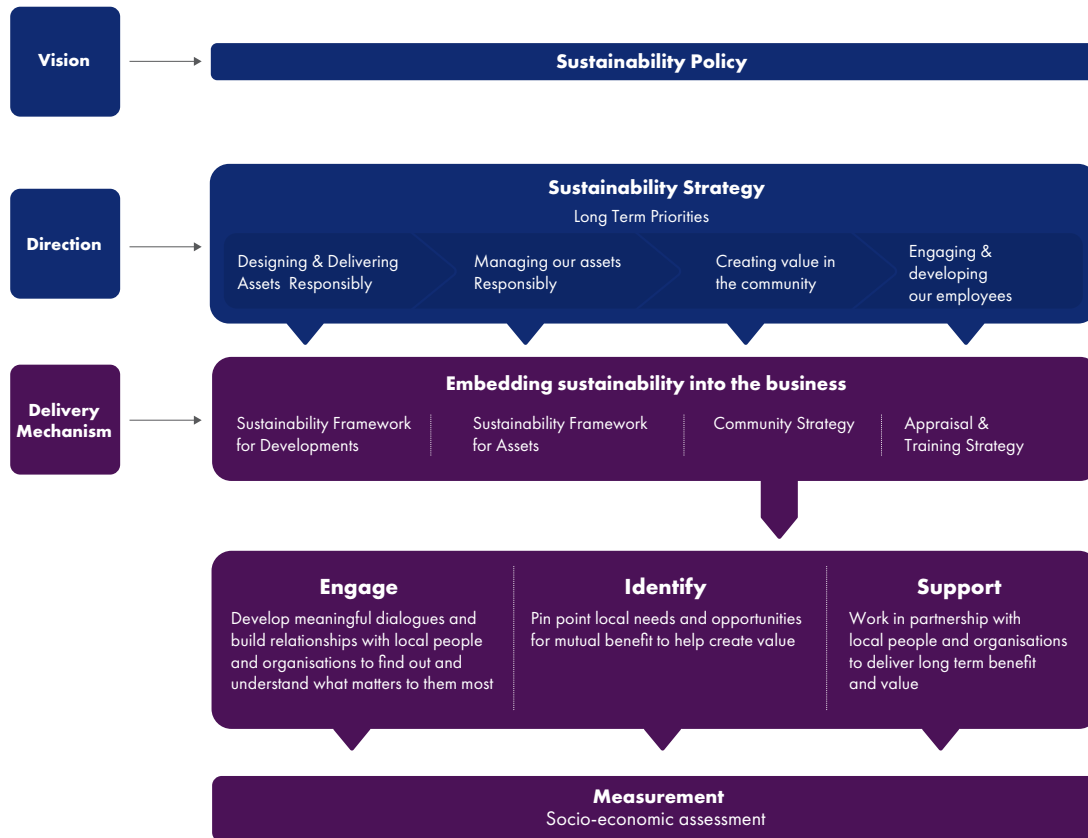 Vision
Sustainability Policy
Direction
Sustainability Strategy
Long Term Priorities
Designing & Delivering
Assets Responsibly
Managing our assets
Responsibly
Creating value in
the community
Engaging &
developing
our employees
Delivery
Mechanism
Embedding sustainability into the business
Sustainability Framework
for Developments
Sustainability Framework
for Assets
Community Strategy
Appraisal &
Training Strategy
Engage
Develop meaningful dialogues and
build relationships with local people
and organisations to find out and
understand what matters to them most
Identify
Pin point local needs and opportunities
for mutual benefit to help create value
Support
Work in partnership with
local people and organisations
to deliver long term benefit
and value
Measurement
Socio-economic assessment